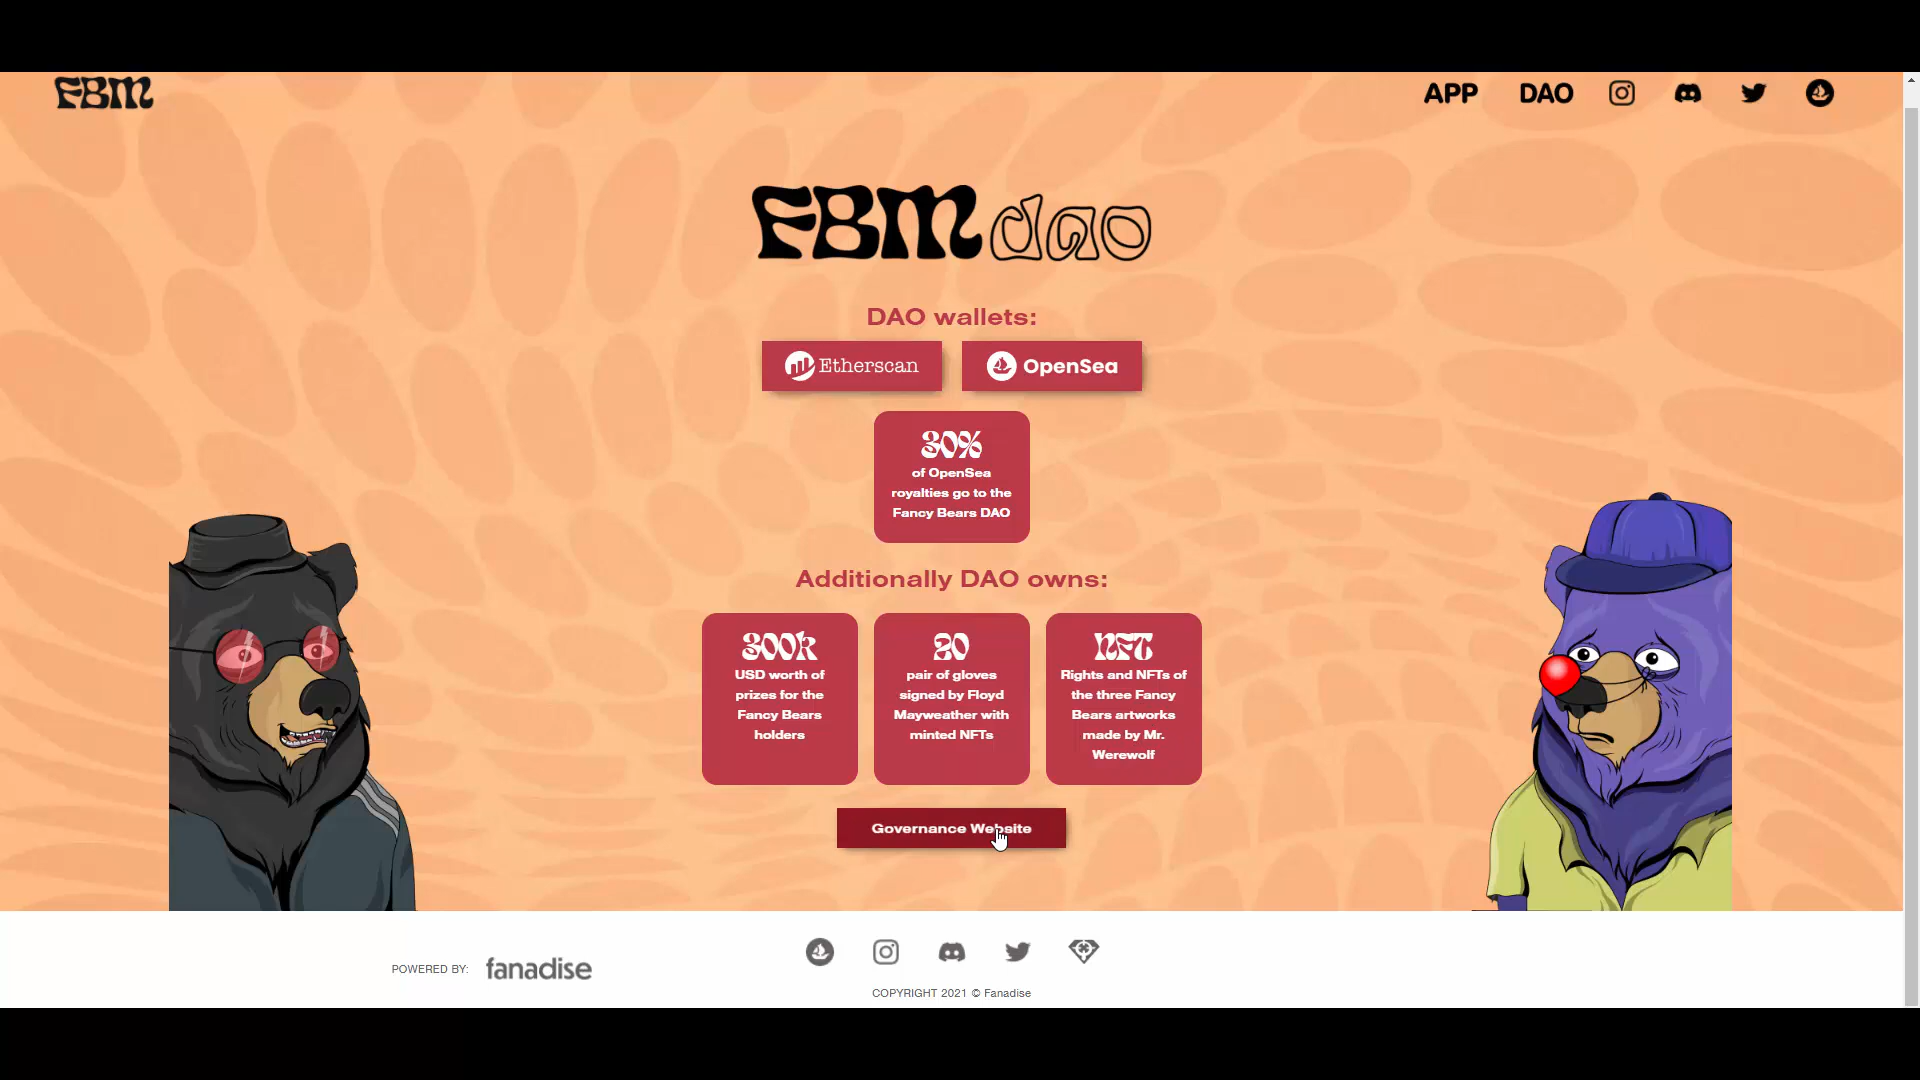 FBM
APP DAO
FBM dao
DAO wallets:
Etherscan OpenSea
30%
of OpenSea
royalties go to the
Fancy Bears DAO
Additionally DAO owns:
300k
USD worth of
prizes for the
Fancy Bears
holders
20
pair of gloves
signed by Floyd
Mayweather with
minted NFTs
NFT
Rights and NFTs of
the three Fancy
Bears artworks
made by Mr.
Werewolf
Governance Website
POWERED BY: fanadise
COPYRIGHT 2021 © Fanadise